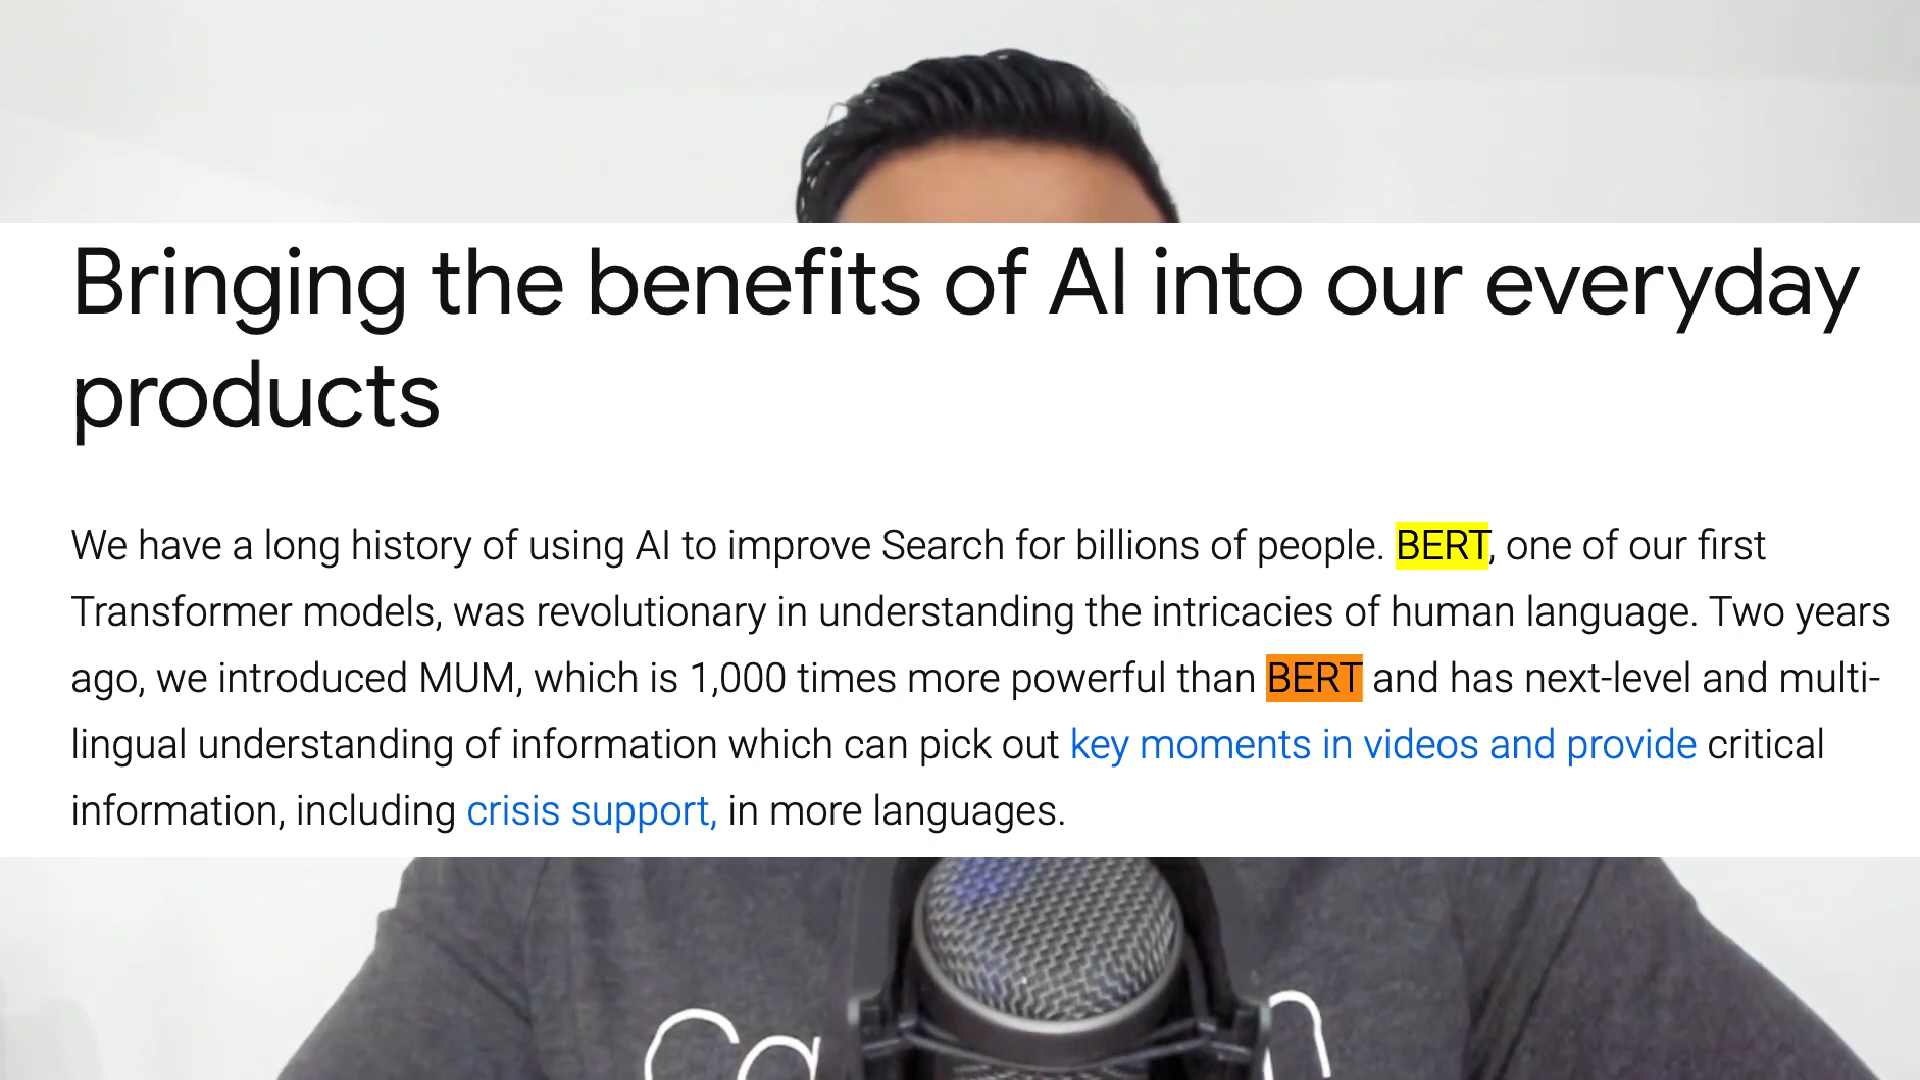 Bringing the benefits of AI into our everyday
products
We have a long history of using AI to improve Search for billions of people. BERT, one of our first
Transformer models, was revolutionary in understanding the intricacies of human language. Two years
ago, we introduced MUM, which is 1,000 times more powerful than BERT and has next-level and multi-
lingual understanding of information which can pick out key moments in videos and provide critical
information, including crisis support, in more languages.